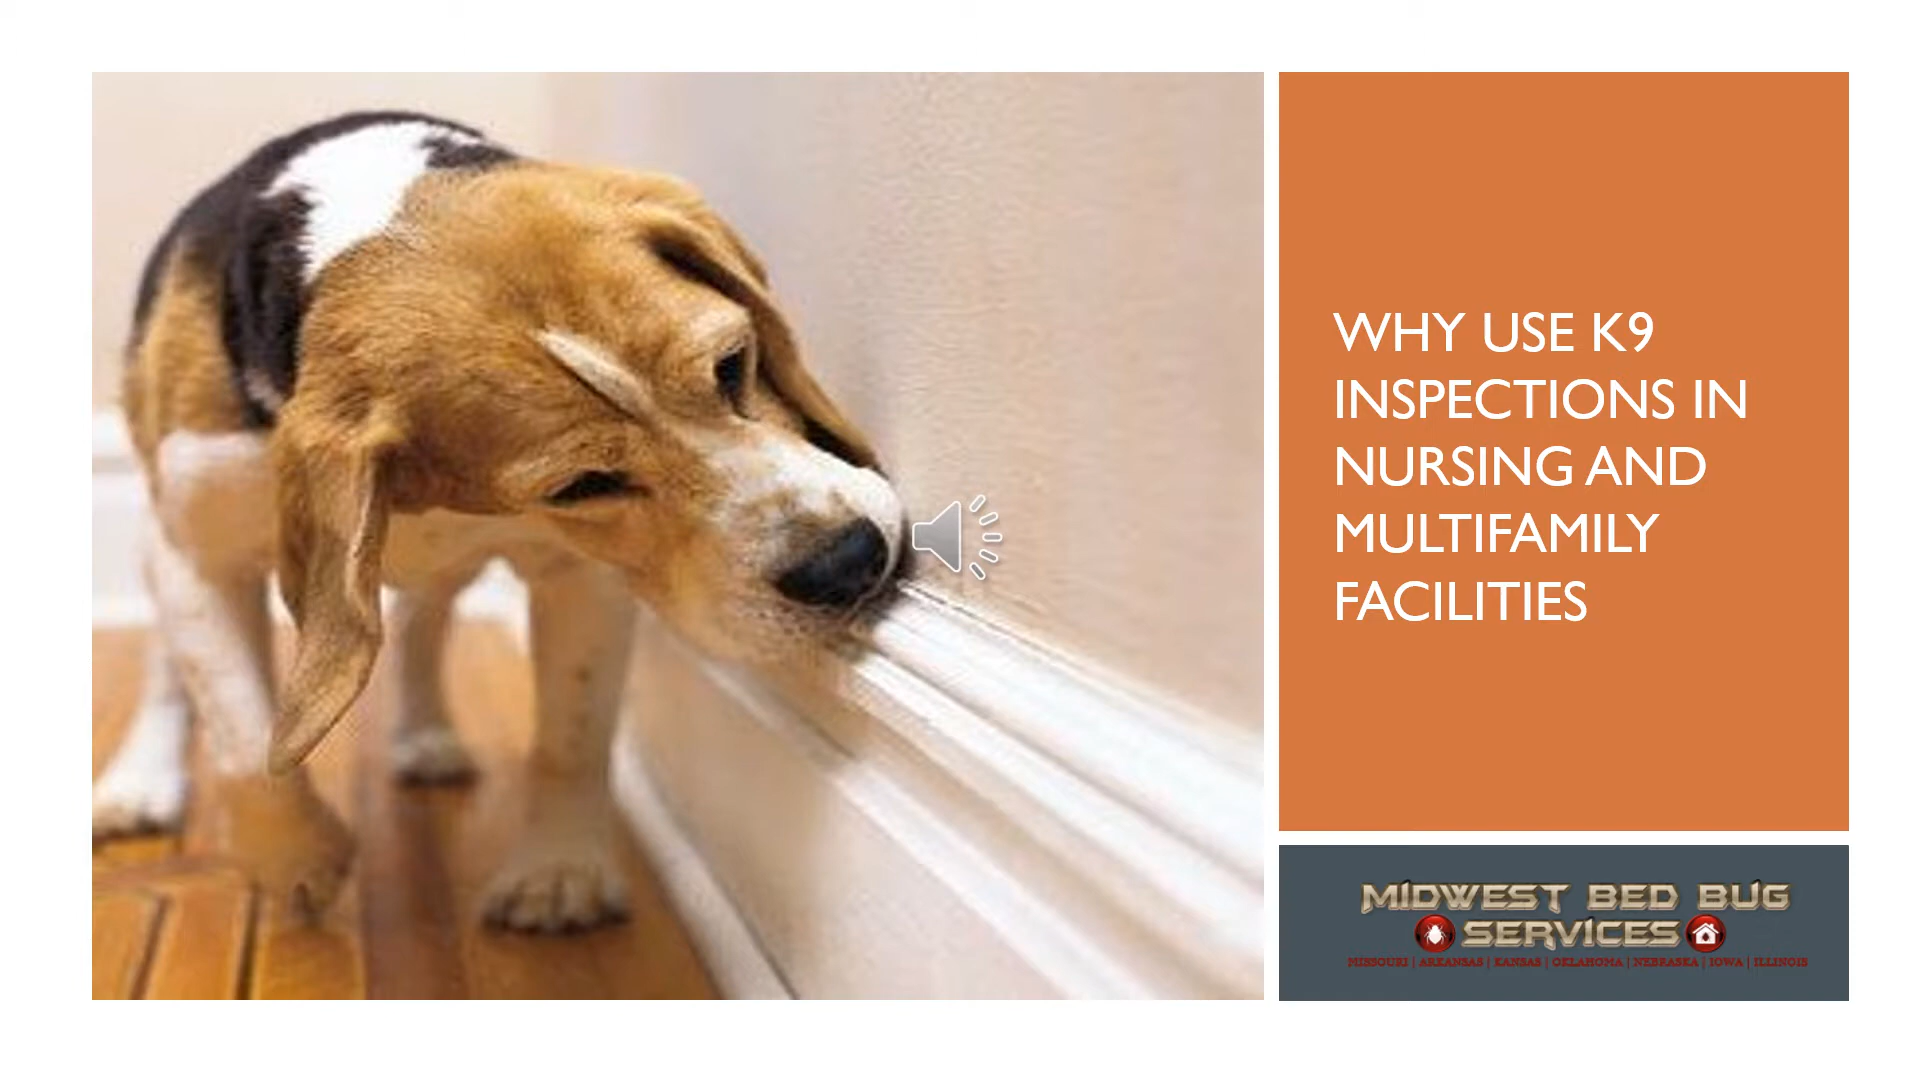 WHY USE K9
INSPECTIONS IN
NURSING AND
MULTIFAMILY
FACILITIES
MIDWEST BED BUG
SERVICES
MISSOURI | ARKANSAS | KANSAS | OKLAHOMA | NEBRASKA | IOWA | ILLINOIS